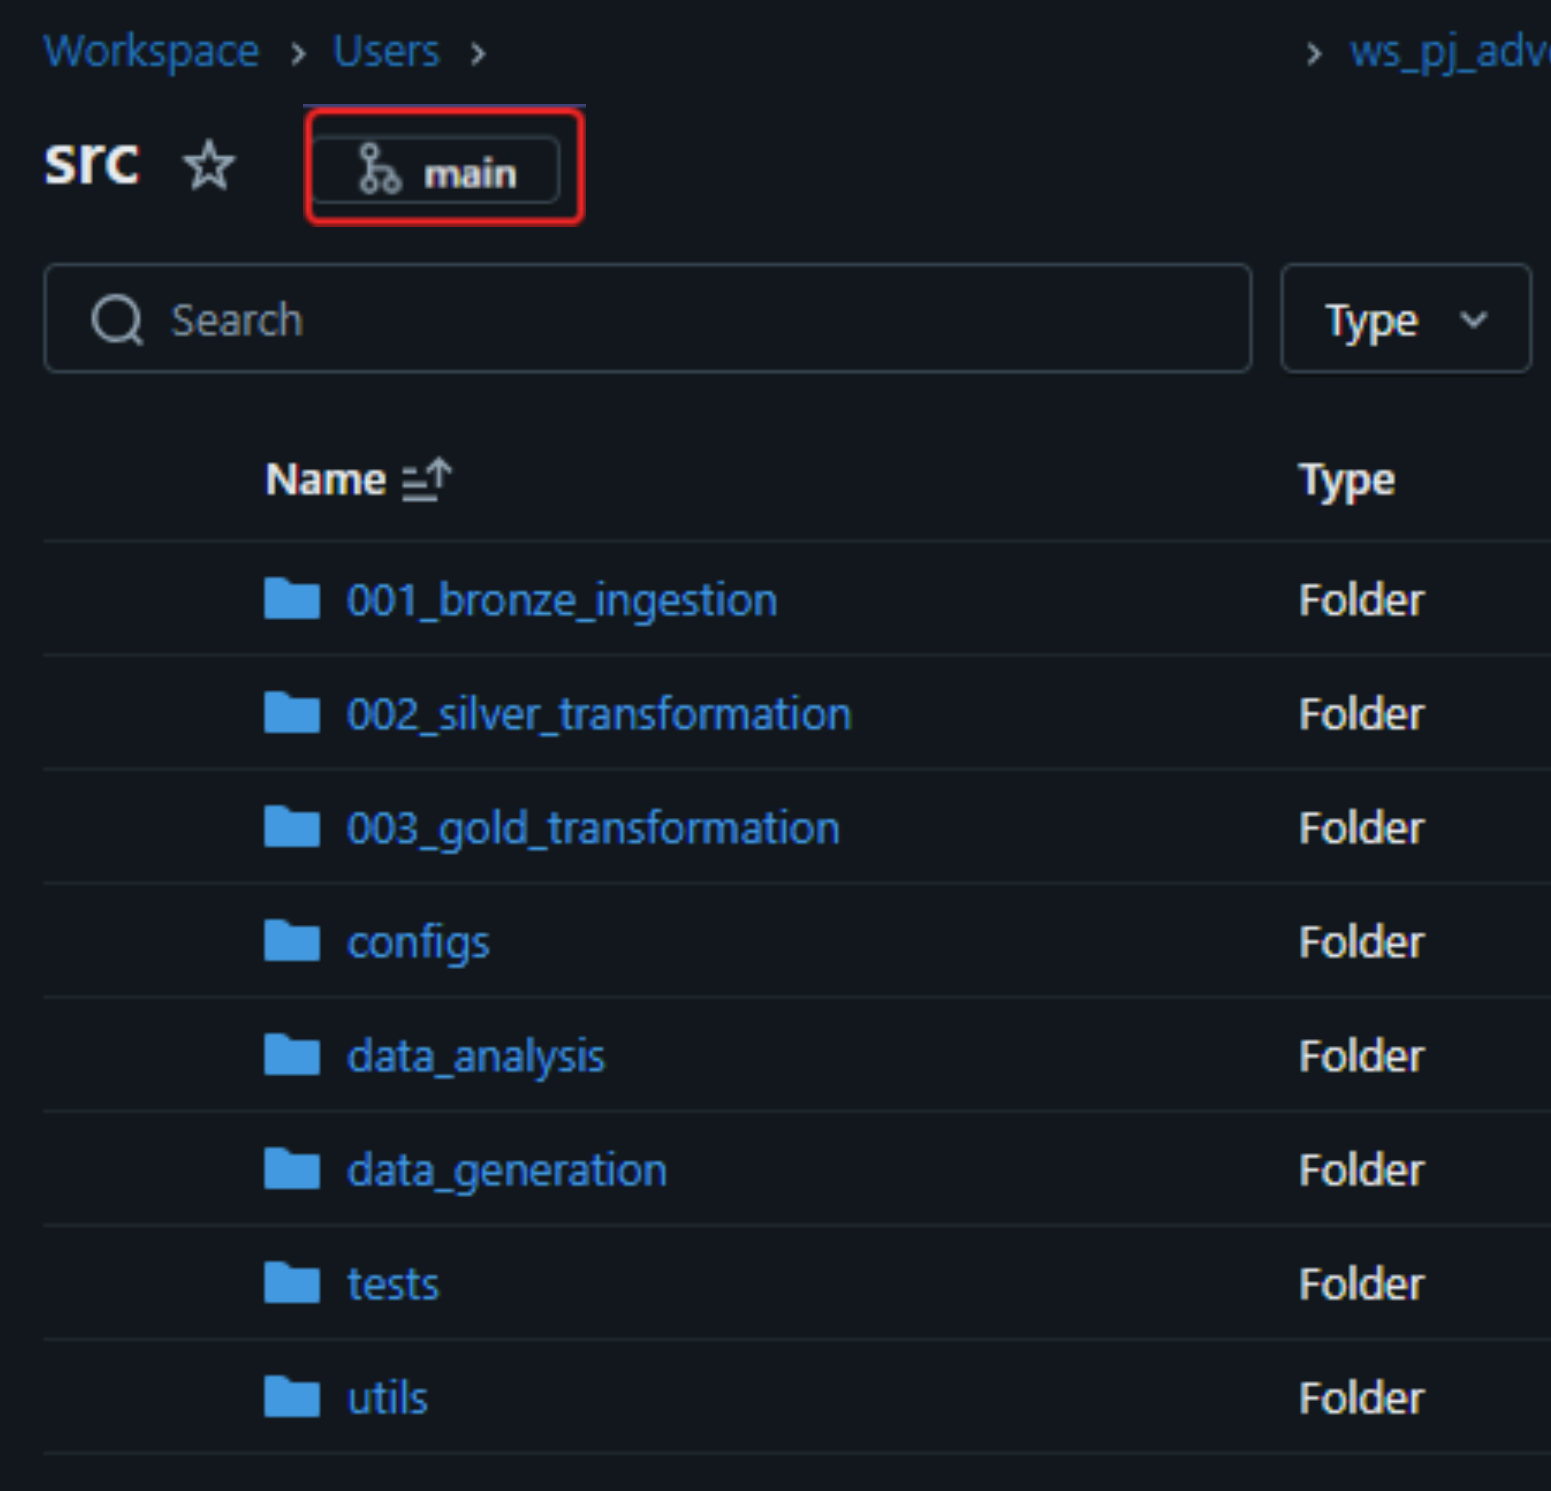 Workspace > Users > > ws_pj_adv
src main
Search Type
Name Type
001_bronze_ingestion Folder
002_silver_transformation Folder
003_gold_transformation Folder
configs Folder
data_analysis Folder
data_generation Folder
tests Folder
utils Folder